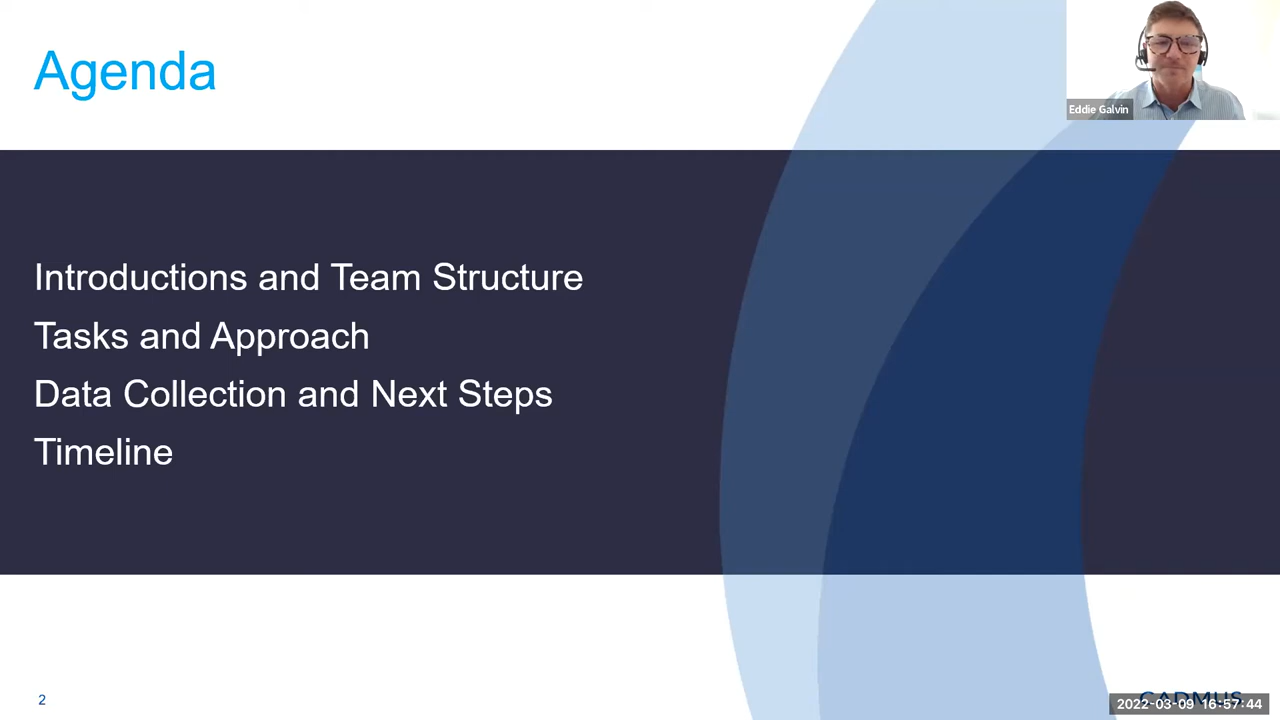 Agenda
Eddie Galvin
Introductions and Team Structure
Tasks and Approach
Data Collection and Next Steps
Timeline
2
CADMUS
2022-03-09 16:57:44